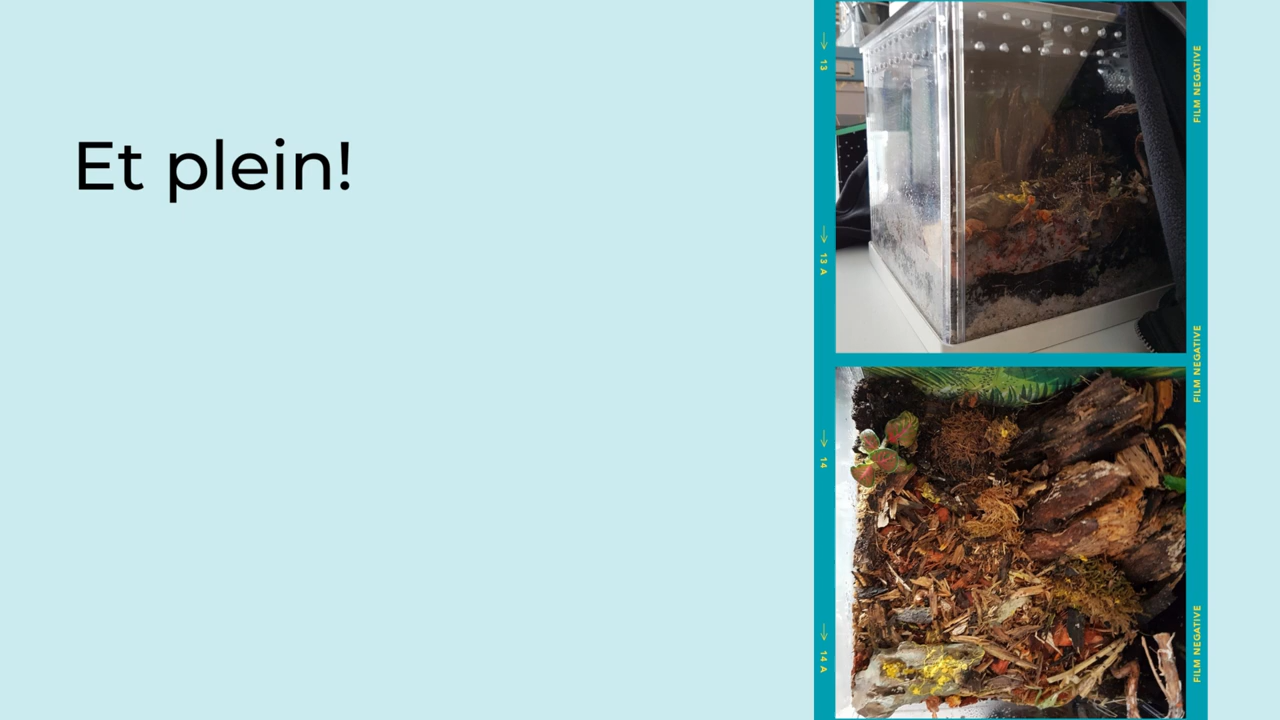 Et plein!
→ 13
→ 13 A
→ 14
→ 14 A
FILM NEGATIVE
FILM NEGATIVE
FILM NEGATIVE